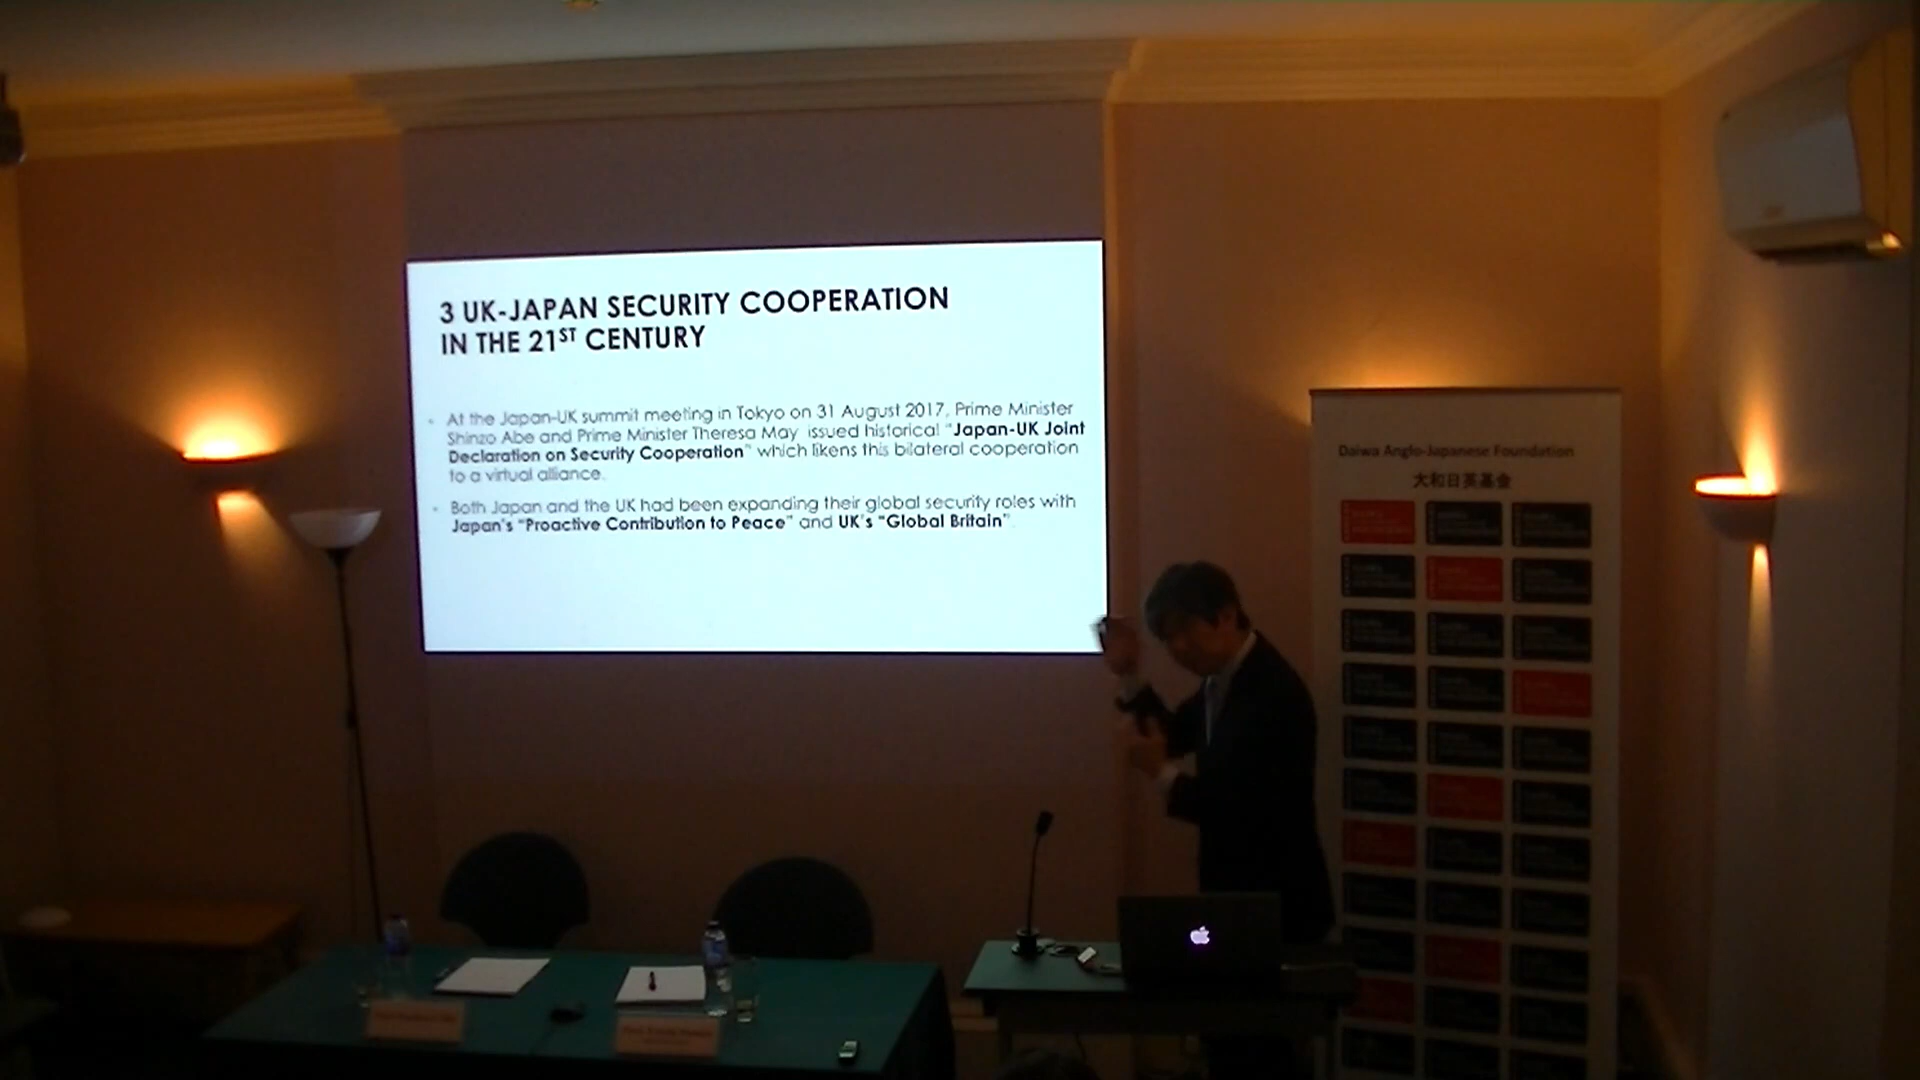 3 UK-JAPAN SECURITY COOPERATION
IN THE 21ST CENTURY
At the Japan-UK summit meeting in Tokyo on 31 August 2017, Prime Minister
Shinzo Abe and Prime Minister Theresa May issued historical "Japan-UK Joint
Declaration on Security Cooperation" which likens this bilateral cooperation
to a virtual alliance.
Both Japan and the UK had been expanding their global security roles with
Japan's "Proactive Contribution to Peace" and UK's "Global Britain"
Daiwa Anglo-Japanese Foundation
大和日英基金